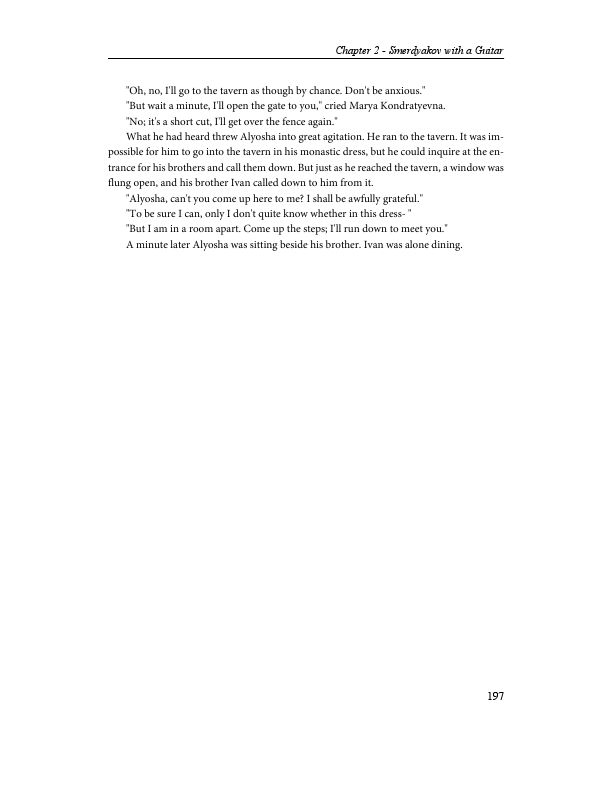 Chapter 2 - Smerdyakov with a Guitar
"Oh, no, I'll go to the tavern as though by chance. Don't be anxious."
"But wait a minute, I'll open the gate to you," cried Marya Kondratyevna.
"No; it's a short cut, I'll get over the fence again."
What he had heard threw Alyosha into great agitation. He ran to the tavern. It was im-
possible for him to go into the tavern in his monastic dress, but he could inquire at the en-
trance for his brothers and call them down. But just as he reached the tavern, a window was
flung open, and his brother Ivan called down to him from it.
"Alyosha, can't you come up here to me? I shall be awfully grateful."
"To be sure I can, only I don't quite know whether in this dress- "
"But I am in a room apart. Come up the steps; I'll run down to meet you."
A minute later Alyosha was sitting beside his brother. Ivan was alone dining.
197